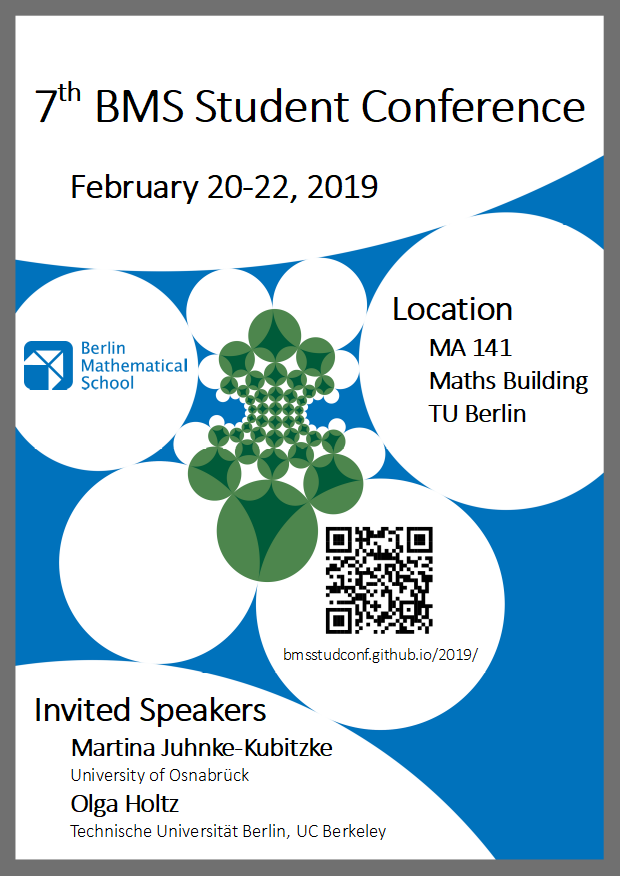 7th BMS Student Conference
February 20-22, 2019
Location
MA 141
Maths Building
TU Berlin
Berlin
Mathematical
School
bmsstudconf.github.io/2019/
Invited Speakers
Martina Juhnke-Kubitzke
University of Osnabrück
Olga Holtz
Technische Universität Berlin, UC Berkeley